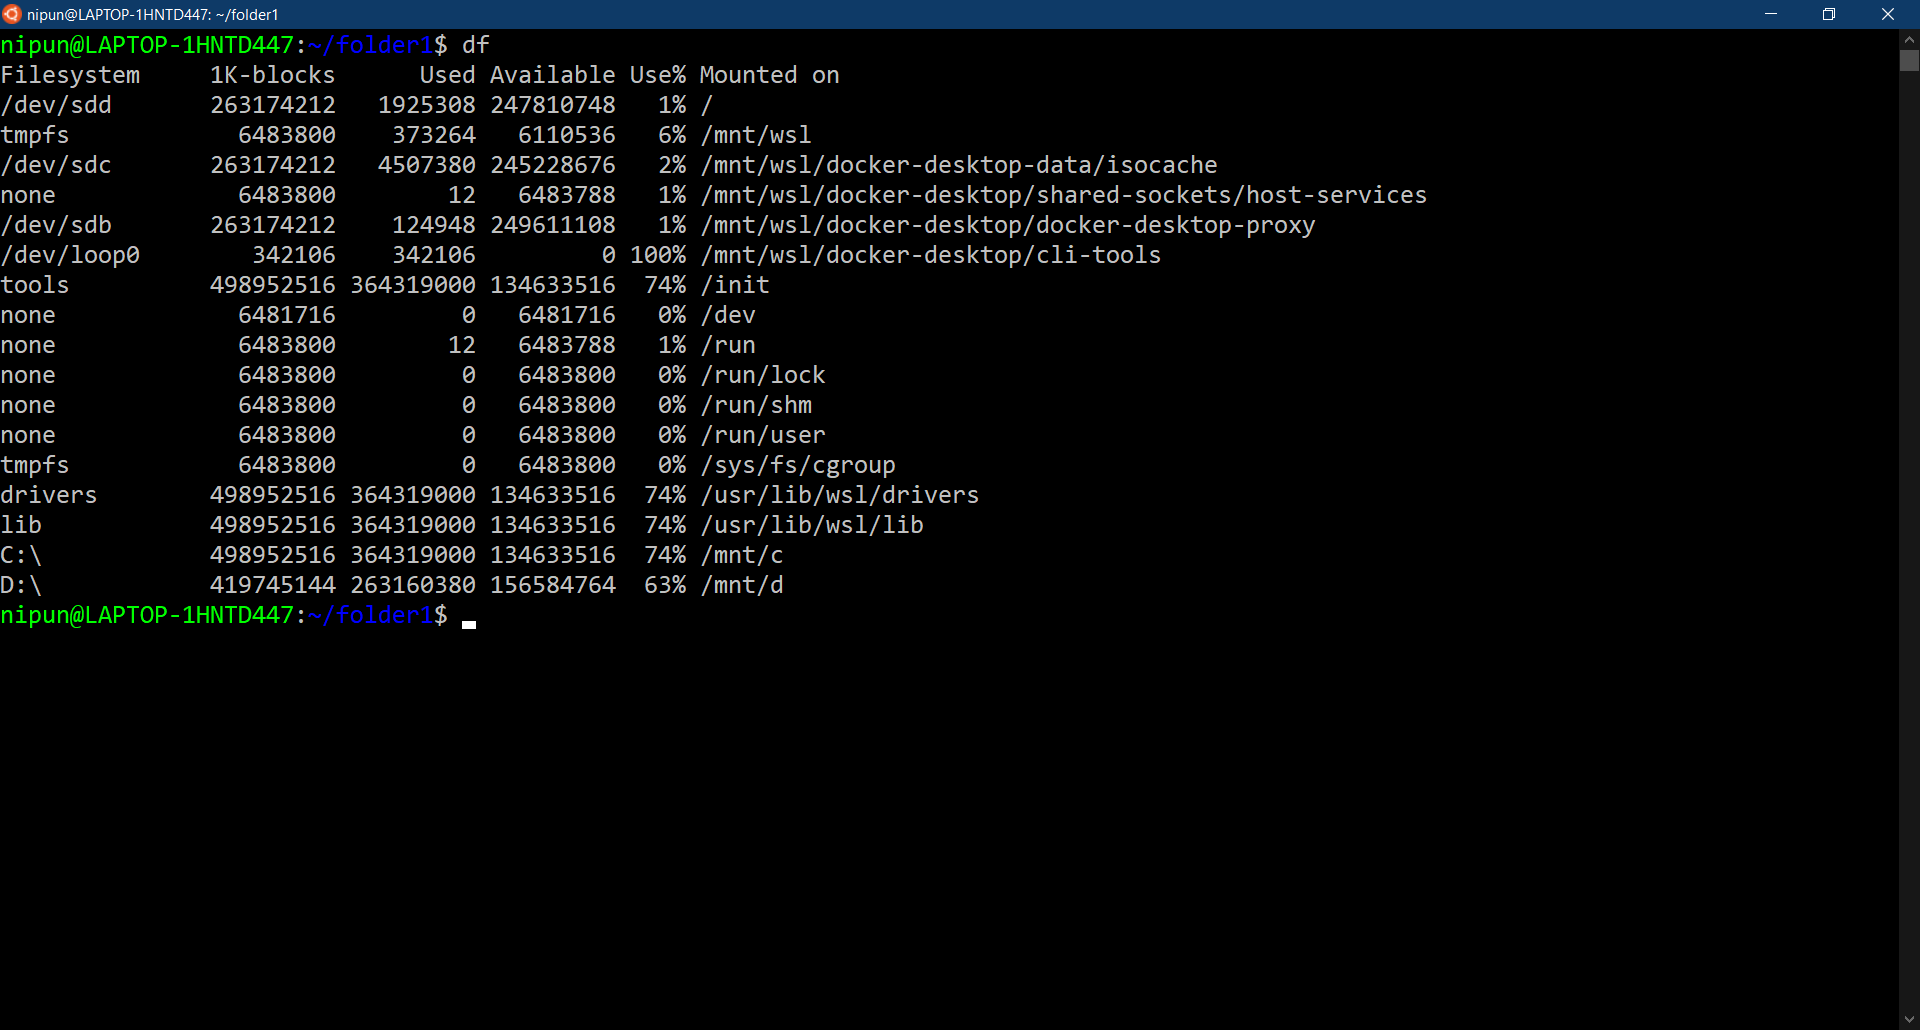 nipun@LAPTOP-1HNTD447: ~/folder1
nipun@LAPTOP-1HNTD447:~/folder1$ df
Filesystem     1K-blocks      Used Available Use% Mounted on
/dev/sdd       263174212   1925308 247810748   1% /
tmpfs            6483800    373264   6110536   6% /mnt/wsl
/dev/sdc       263174212   4507380 245228676   2% /mnt/wsl/docker-desktop-data/isocache
none             6483800        12   6483788   1% /mnt/wsl/docker-desktop/shared-sockets/host-services
/dev/sdb       263174212    124948 249611108   1% /mnt/wsl/docker-desktop/docker-desktop-proxy
/dev/loop0        342106    342106         0 100% /mnt/wsl/docker-desktop/cli-tools
tools          498952516 364319000 134633516  74% /init
none             6481716         0   6481716   0% /dev
none             6483800        12   6483788   1% /run
none             6483800         0   6483800   0% /run/lock
none             6483800         0   6483800   0% /run/shm
none             6483800         0   6483800   0% /run/user
tmpfs            6483800         0   6483800   0% /sys/fs/cgroup
drivers        498952516 364319000 134633516  74% /usr/lib/wsl/drivers
lib            498952516 364319000 134633516  74% /usr/lib/wsl/lib
C:\            498952516 364319000 134633516  74% /mnt/c
D:\            419745144 263160380 156584764  63% /mnt/d
nipun@LAPTOP-1HNTD447:~/folder1$